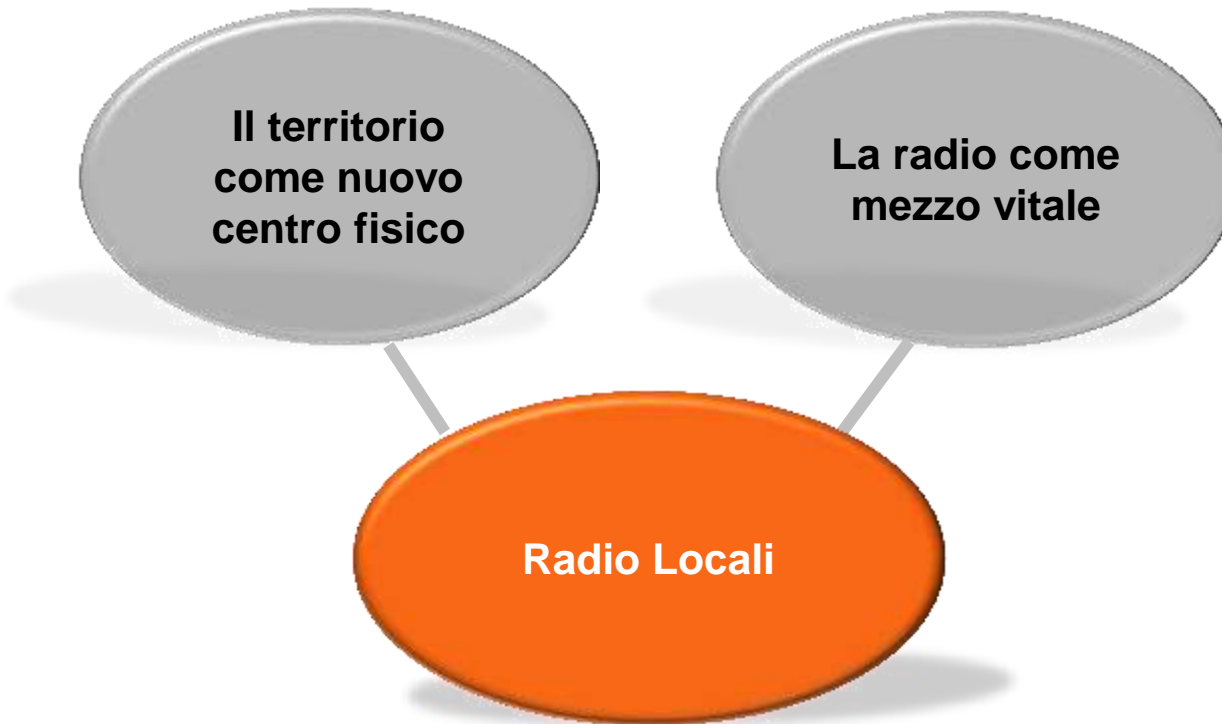 Il territorio
come nuovo
centro fisico
La radio come
mezzo vitale
Radio Locali